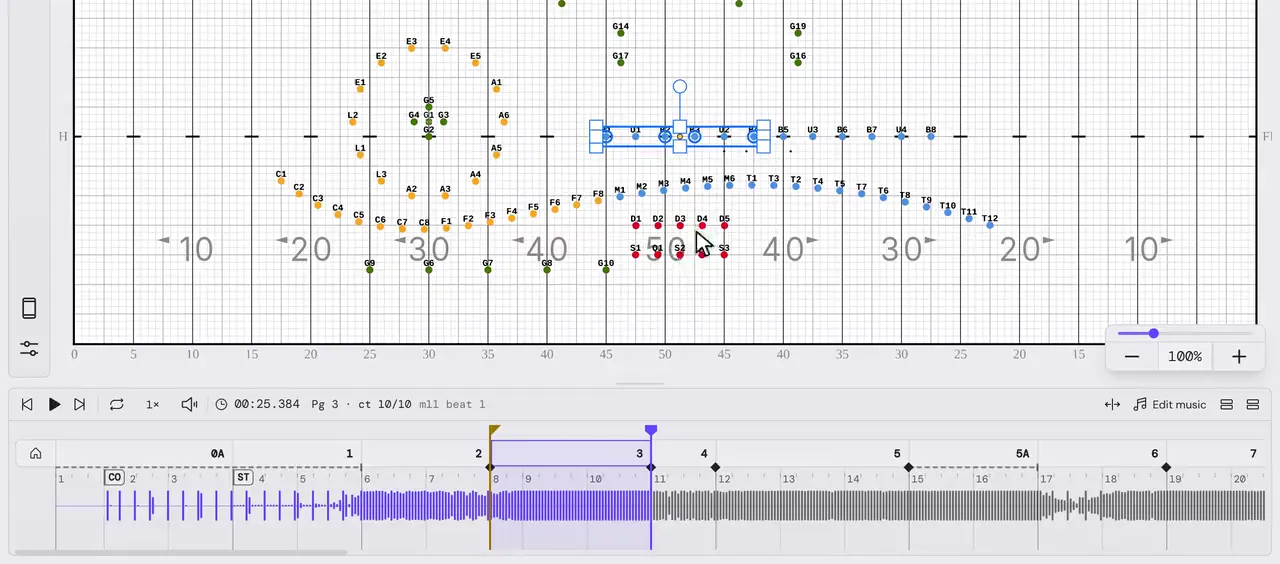 G14 G19
E3 E4
E2 E5 G17 G16
E1 A1
G5
L2 G4 G1 G3 A6
G2
H U1 U2 B5 U3 B6 B7 U4 B8
L1 A5
C1 L3 A4
C2 A2 A3 M1 M2 M3 M4 M5 M6 T1 T3 T2 T4 T5 T7
C3 F8 T6 T8
C4 F7 T9
C5 F6 T10
C6 C7 C8 F1 F2 F3 F4 F5 T11 T12
D1 D2 D3 D4 D5
10 20 30 40 50 40 30 20 10
S1 S2 S3
G9 G6 G7 G8 G10
0 5 10 15 20 25 30 35 40 45 50 45 40 35 30 25 20 15
100%
1× 00:25.384 Pg 3 · ct 10/10 m11 beat 1 Edit music
0A 1 2 3 4 5 5A 6 7
1 CO 2 3 ST 4 5 6 7 8 9 10 11 12 13 14 15 16 17 18 19 20